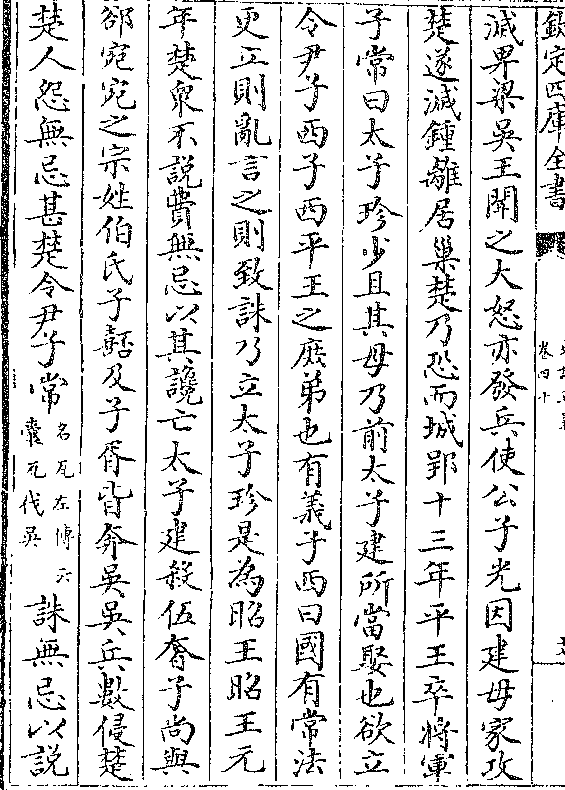 欽定四庫全書
卷四十
滅卑梁吳王聞之大怒亦發兵使公子光因建母家攻
楚遂滅鍾離居巢楚乃恐而城郢十三年平王卒將軍
子常曰太子珍少且其母乃前太子建所當娶也欲立
令尹子西子西平王之庶弟也有義子西曰國有常法
更立則亂言之則致誅乃立太子珍是為昭王昭王元
年楚衆不說費無忌以其讒亡太子建殺伍奢子尚與
郤宛宛之宗姓伯氏子嚭及子胥皆奔吳吳兵數侵楚
楚人怨無忌甚楚令尹子常名瓦左傳云囊瓦伐吳誅無忌以說